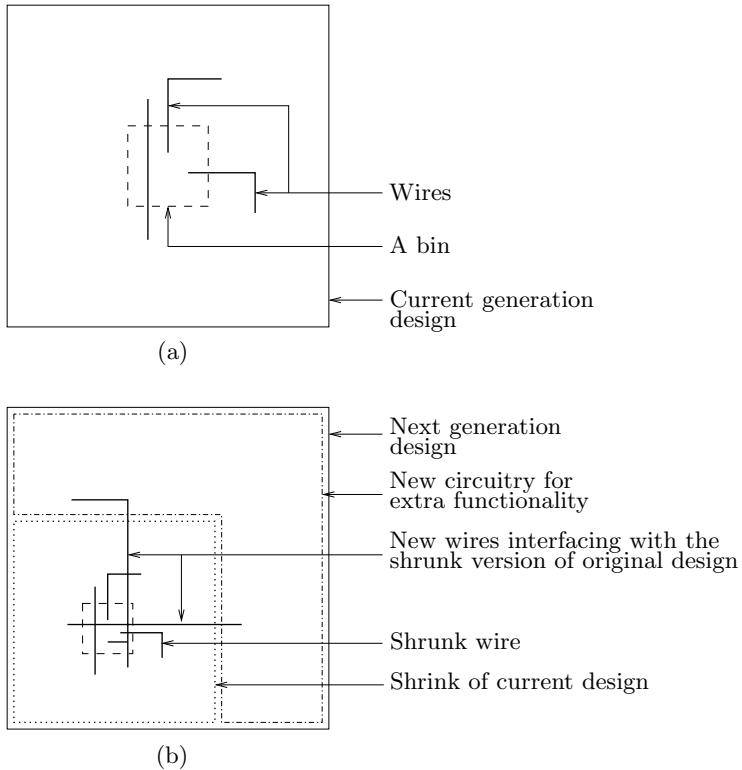 Wires
A bin
Current generation
design
(a)
Next generation
design
New circuitry for
extra functionality
New wires interfacing with the
shrunk version of original design
Shrunk wire
Shrink of current design
(b)